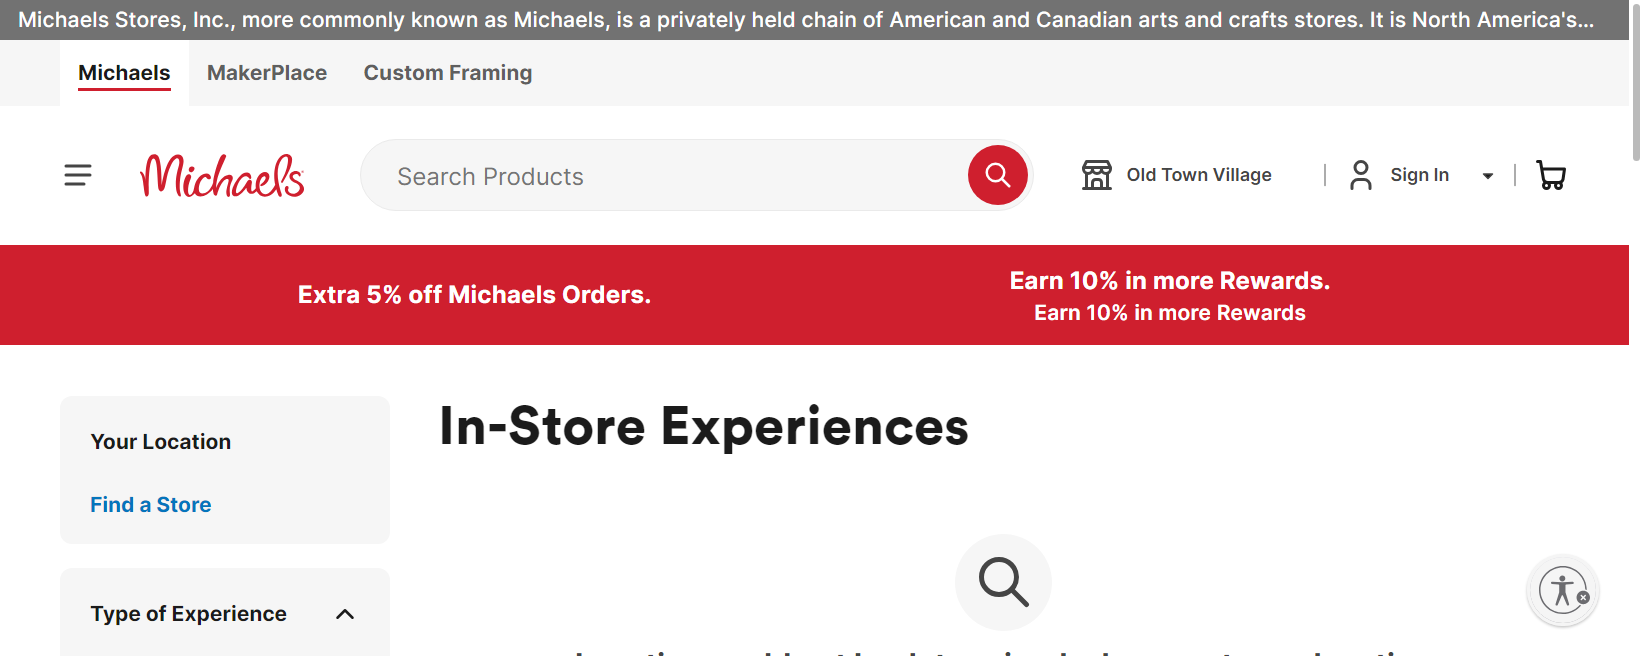 Michaels Stores, Inc., more commonly known as Michaels, is a privately held chain of American and Canadian arts and crafts stores. It is North America's...
Michaels MakerPlace Custom Framing
Michaels Search Products Old Town Village Sign In
Extra 5% off Michaels Orders.
Earn 10% in more Rewards.
Earn 10% in more Rewards
In-Store Experiences
Your Location
Find a Store
Type of Experience